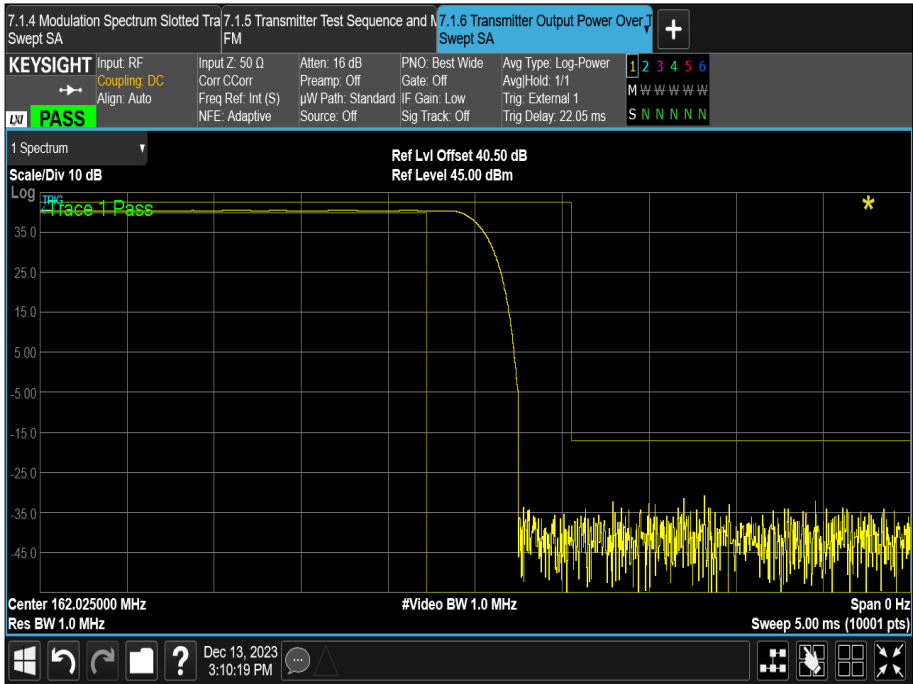 7.1.4 Modulation Spectrum Slotted Tra
Swept SA
7.1.5 Transmitter Test Sequence and M
FM
7.1.6 Transmitter Output Power Over T
Swept SA
+
KEYSIGHT
LXI
PASS
Input: RF
Coupling: DC
Align: Auto
Input Z: 50 Ω
Corr CCorr
Freq Ref: Int (S)
NFE: Adaptive
Atten: 16 dB
Preamp: Off
µW Path: Standard
Source: Off
PNO: Best Wide
Gate: Off
IF Gain: Low
Sig Track: Off
Avg Type: Log-Power
Avg|Hold: 1/1
Trig: External 1
Trig Delay: 22.05 ms
1 2 3 4 5 6
M W W W W W
S N N N N N
1 Spectrum
Scale/Div 10 dB
Ref Lvl Offset 40.50 dB
Ref Level 45.00 dBm
Log
TRIG
Trace 1 Pass
*
35.0
25.0
15.0
5.00
-5.00
-15.0
-25.0
-35.0
-45.0
Center 162.025000 MHz
Res BW 1.0 MHz
#Video BW 1.0 MHz
Span 0 Hz
Sweep 5.00 ms (10001 pts)
?
Dec 13, 2023
3:10:19 PM